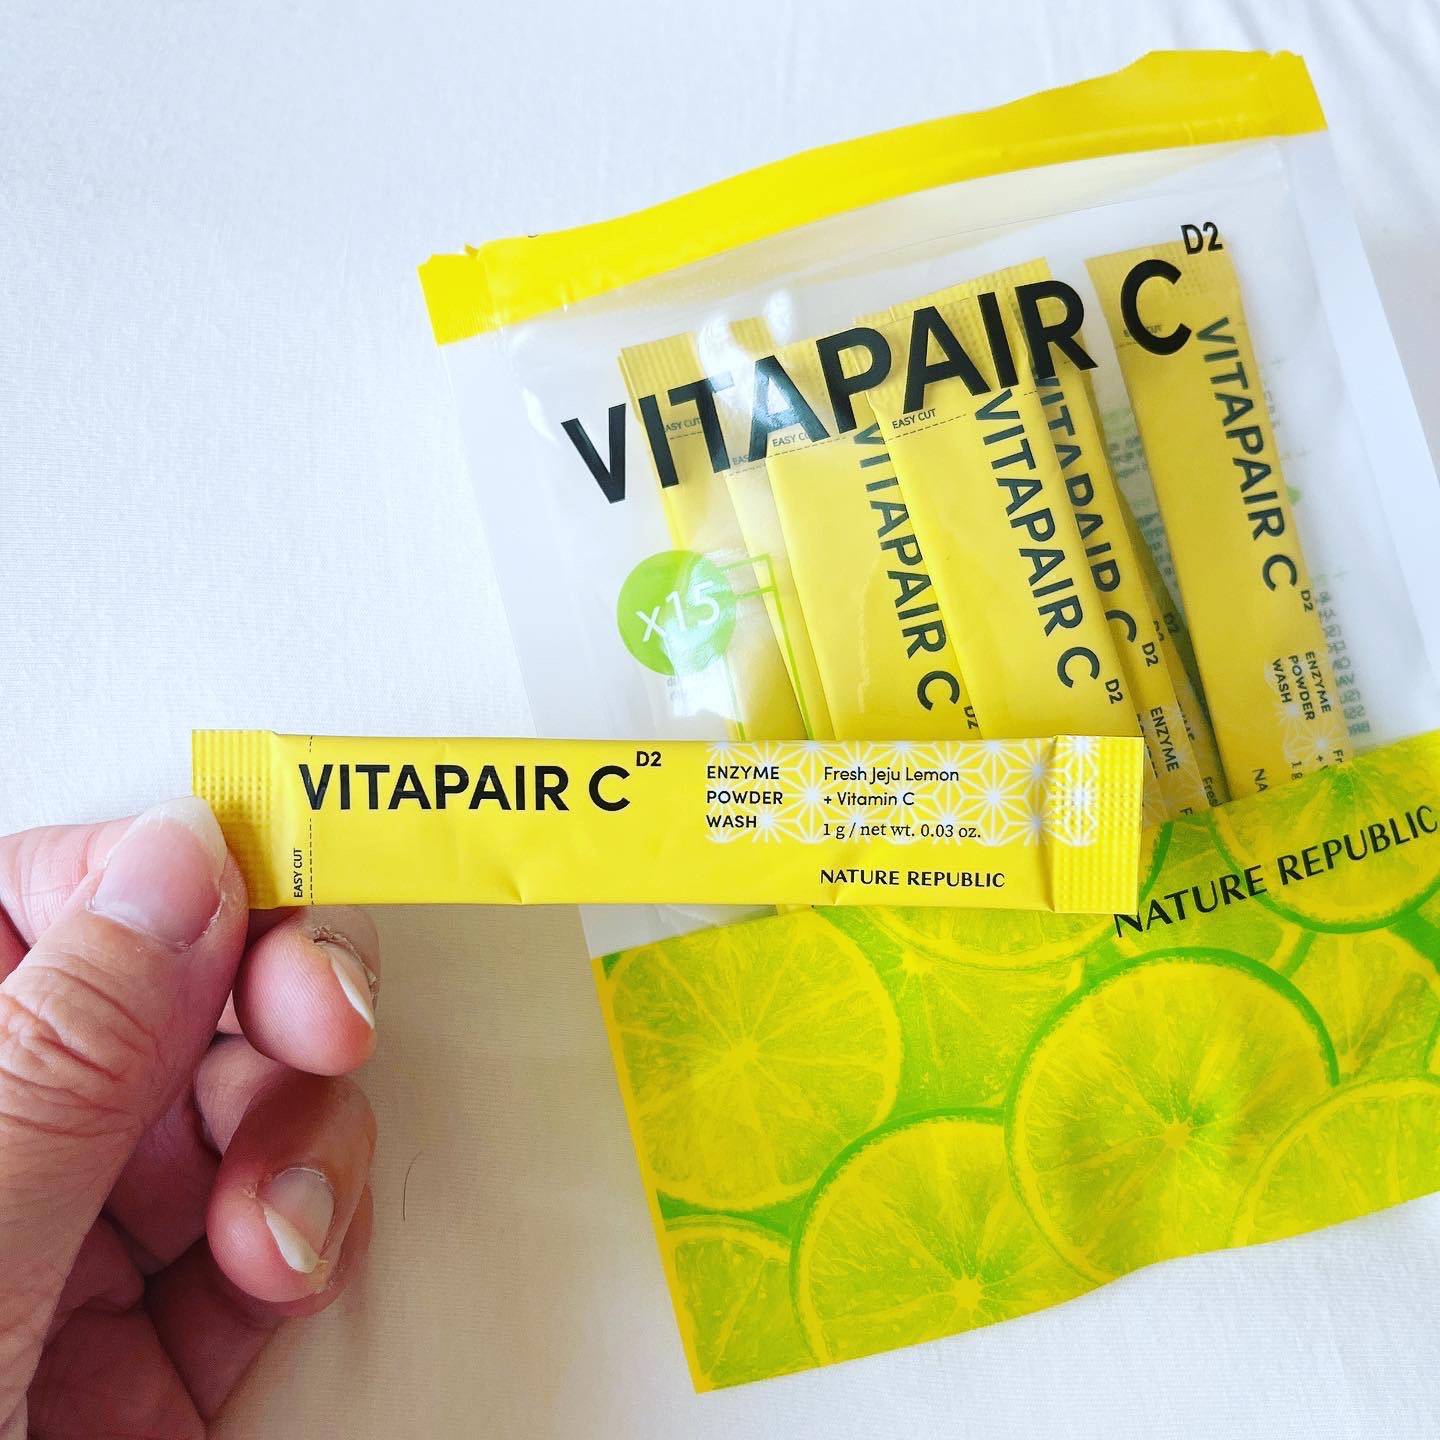 VITAPAIR C D2
x15
EASY CUT
EASY CUT
VITAPAIR C D2
VITAPAIR C D2
VITAPAIR C D2
ENZYME
VITAPAIR C D2
ENZYME
POWDER
WASH
NATURE REPUBLIC
EASY CUT
VITAPAIR C D2
ENZYME
POWDER
WASH
Fresh Jeju Lemon
+ Vitamin C
1 g / net wt. 0.03 oz.
NATURE REPUBLIC